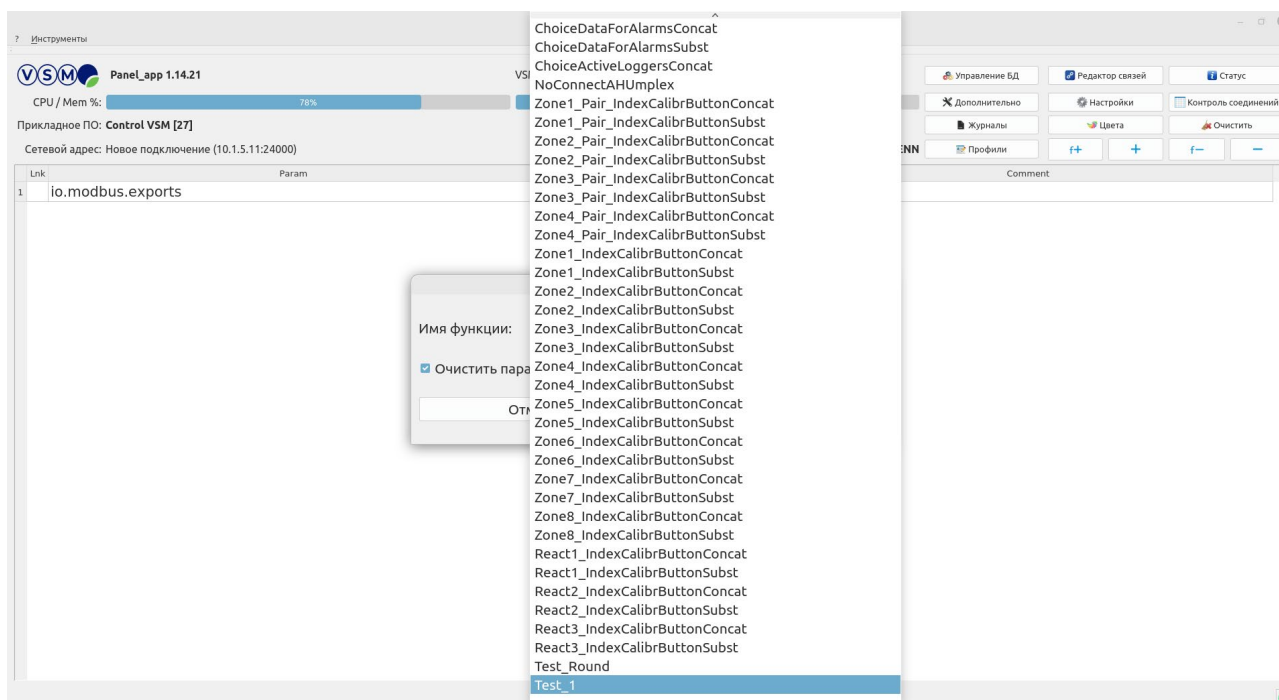 ? Инструменты
VSM Panel_app 1.14.21
VSM
CPU / Mem %: 78%
Прикладное ПО: Control VSM [27]
Сетевой адрес: Новое подключение (10.1.5.11:24000)
Управление БД Редактор связей Статус
Дополнительно Настройки Контроль соединений
Журналы Цвета Очистить
Профили f+ + f− −
Lnk Param Comment
1 io.modbus.exports
Имя функции:
Очистить
ChoiceDataForAlarmsConcat
ChoiceDataForAlarmsSubst
ChoiceActiveLoggersConcat
NoConnectAHUmplex
Zone1_Pair_IndexCalibrButtonConcat
Zone1_Pair_IndexCalibrButtonSubst
Zone2_Pair_IndexCalibrButtonConcat
Zone2_Pair_IndexCalibrButtonSubst
Zone3_Pair_IndexCalibrButtonConcat
Zone3_Pair_IndexCalibrButtonSubst
Zone4_Pair_IndexCalibrButtonConcat
Zone4_Pair_IndexCalibrButtonSubst
Zone1_IndexCalibrButtonConcat
Zone1_IndexCalibrButtonSubst
Zone2_IndexCalibrButtonConcat
Zone2_IndexCalibrButtonSubst
Zone3_IndexCalibrButtonConcat
Zone3_IndexCalibrButtonSubst
Zone4_IndexCalibrButtonConcat
Zone4_IndexCalibrButtonSubst
Zone5_IndexCalibrButtonConcat
Zone5_IndexCalibrButtonSubst
Zone6_IndexCalibrButtonConcat
Zone6_IndexCalibrButtonSubst
Zone7_IndexCalibrButtonConcat
Zone7_IndexCalibrButtonSubst
Zone8_IndexCalibrButtonConcat
Zone8_IndexCalibrButtonSubst
React1_IndexCalibrButtonConcat
React1_IndexCalibrButtonSubst
React2_IndexCalibrButtonConcat
React2_IndexCalibrButtonSubst
React3_IndexCalibrButtonConcat
React3_IndexCalibrButtonSubst
Test_Round
Test_1